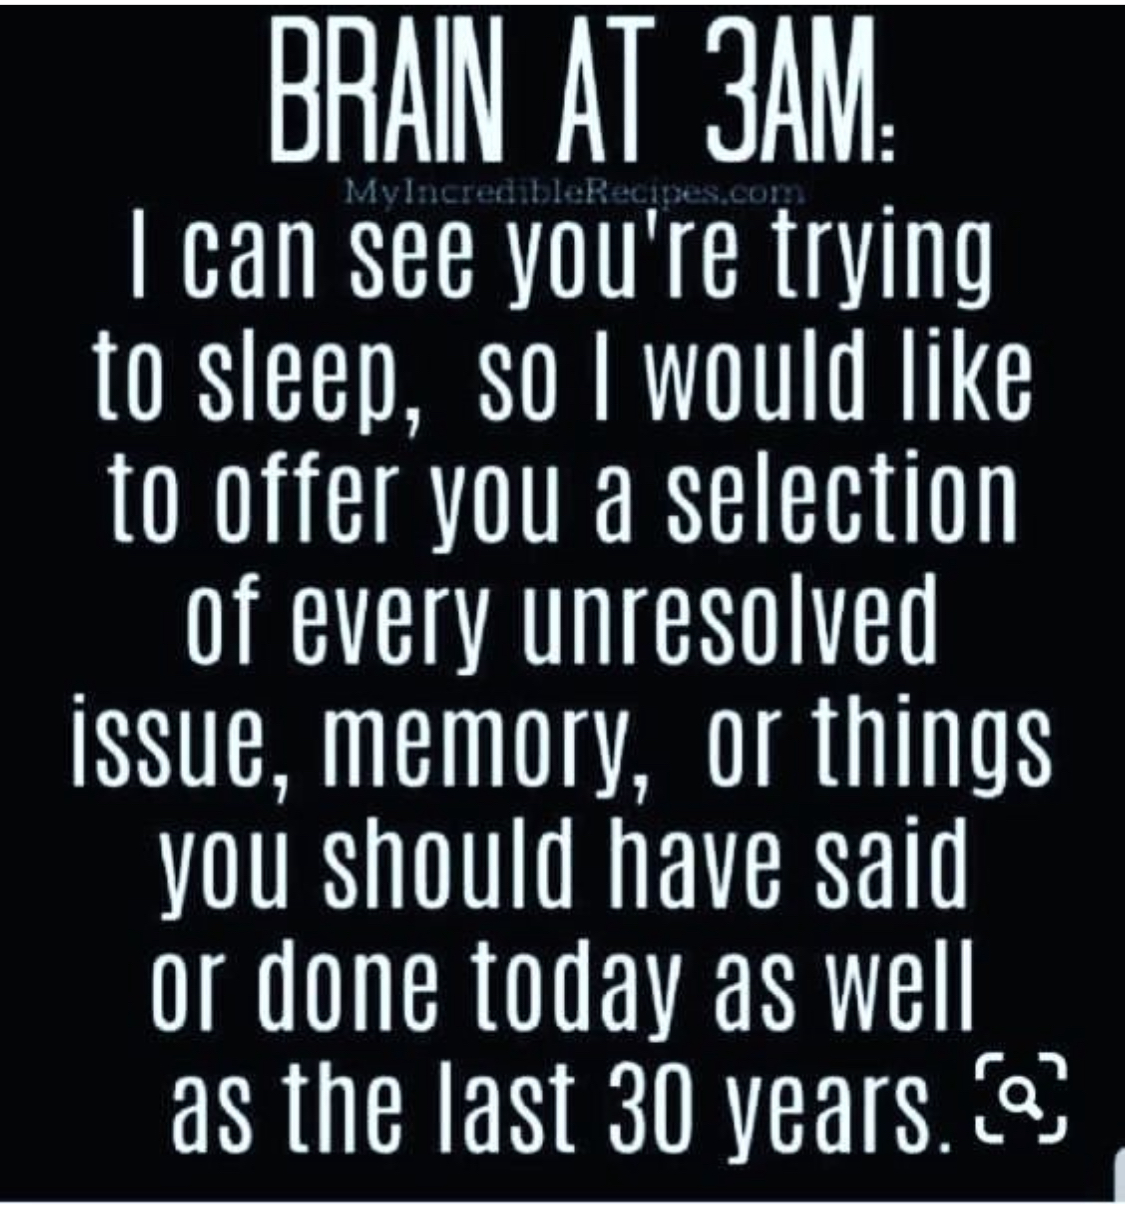 BRAIN AT 3AM:
MyIncredibleRecipes.com
I can see you're trying
to sleep, so I would like
to offer you a selection
of every unresolved
issue, memory, or things
you should have said
or done today as well
as the last 30 years.